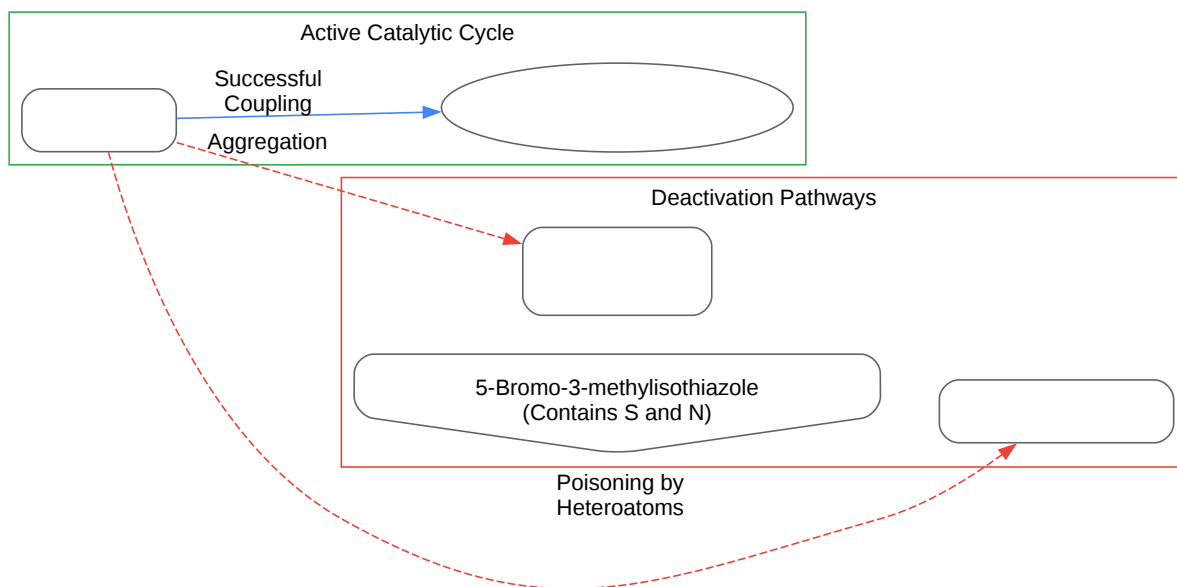 Active Catalytic Cycle
Successful
Coupling
Aggregation
Deactivation Pathways
5-Bromo-3-methylisothiazole
(Contains S and N)
Poisoning by
Heteroatoms